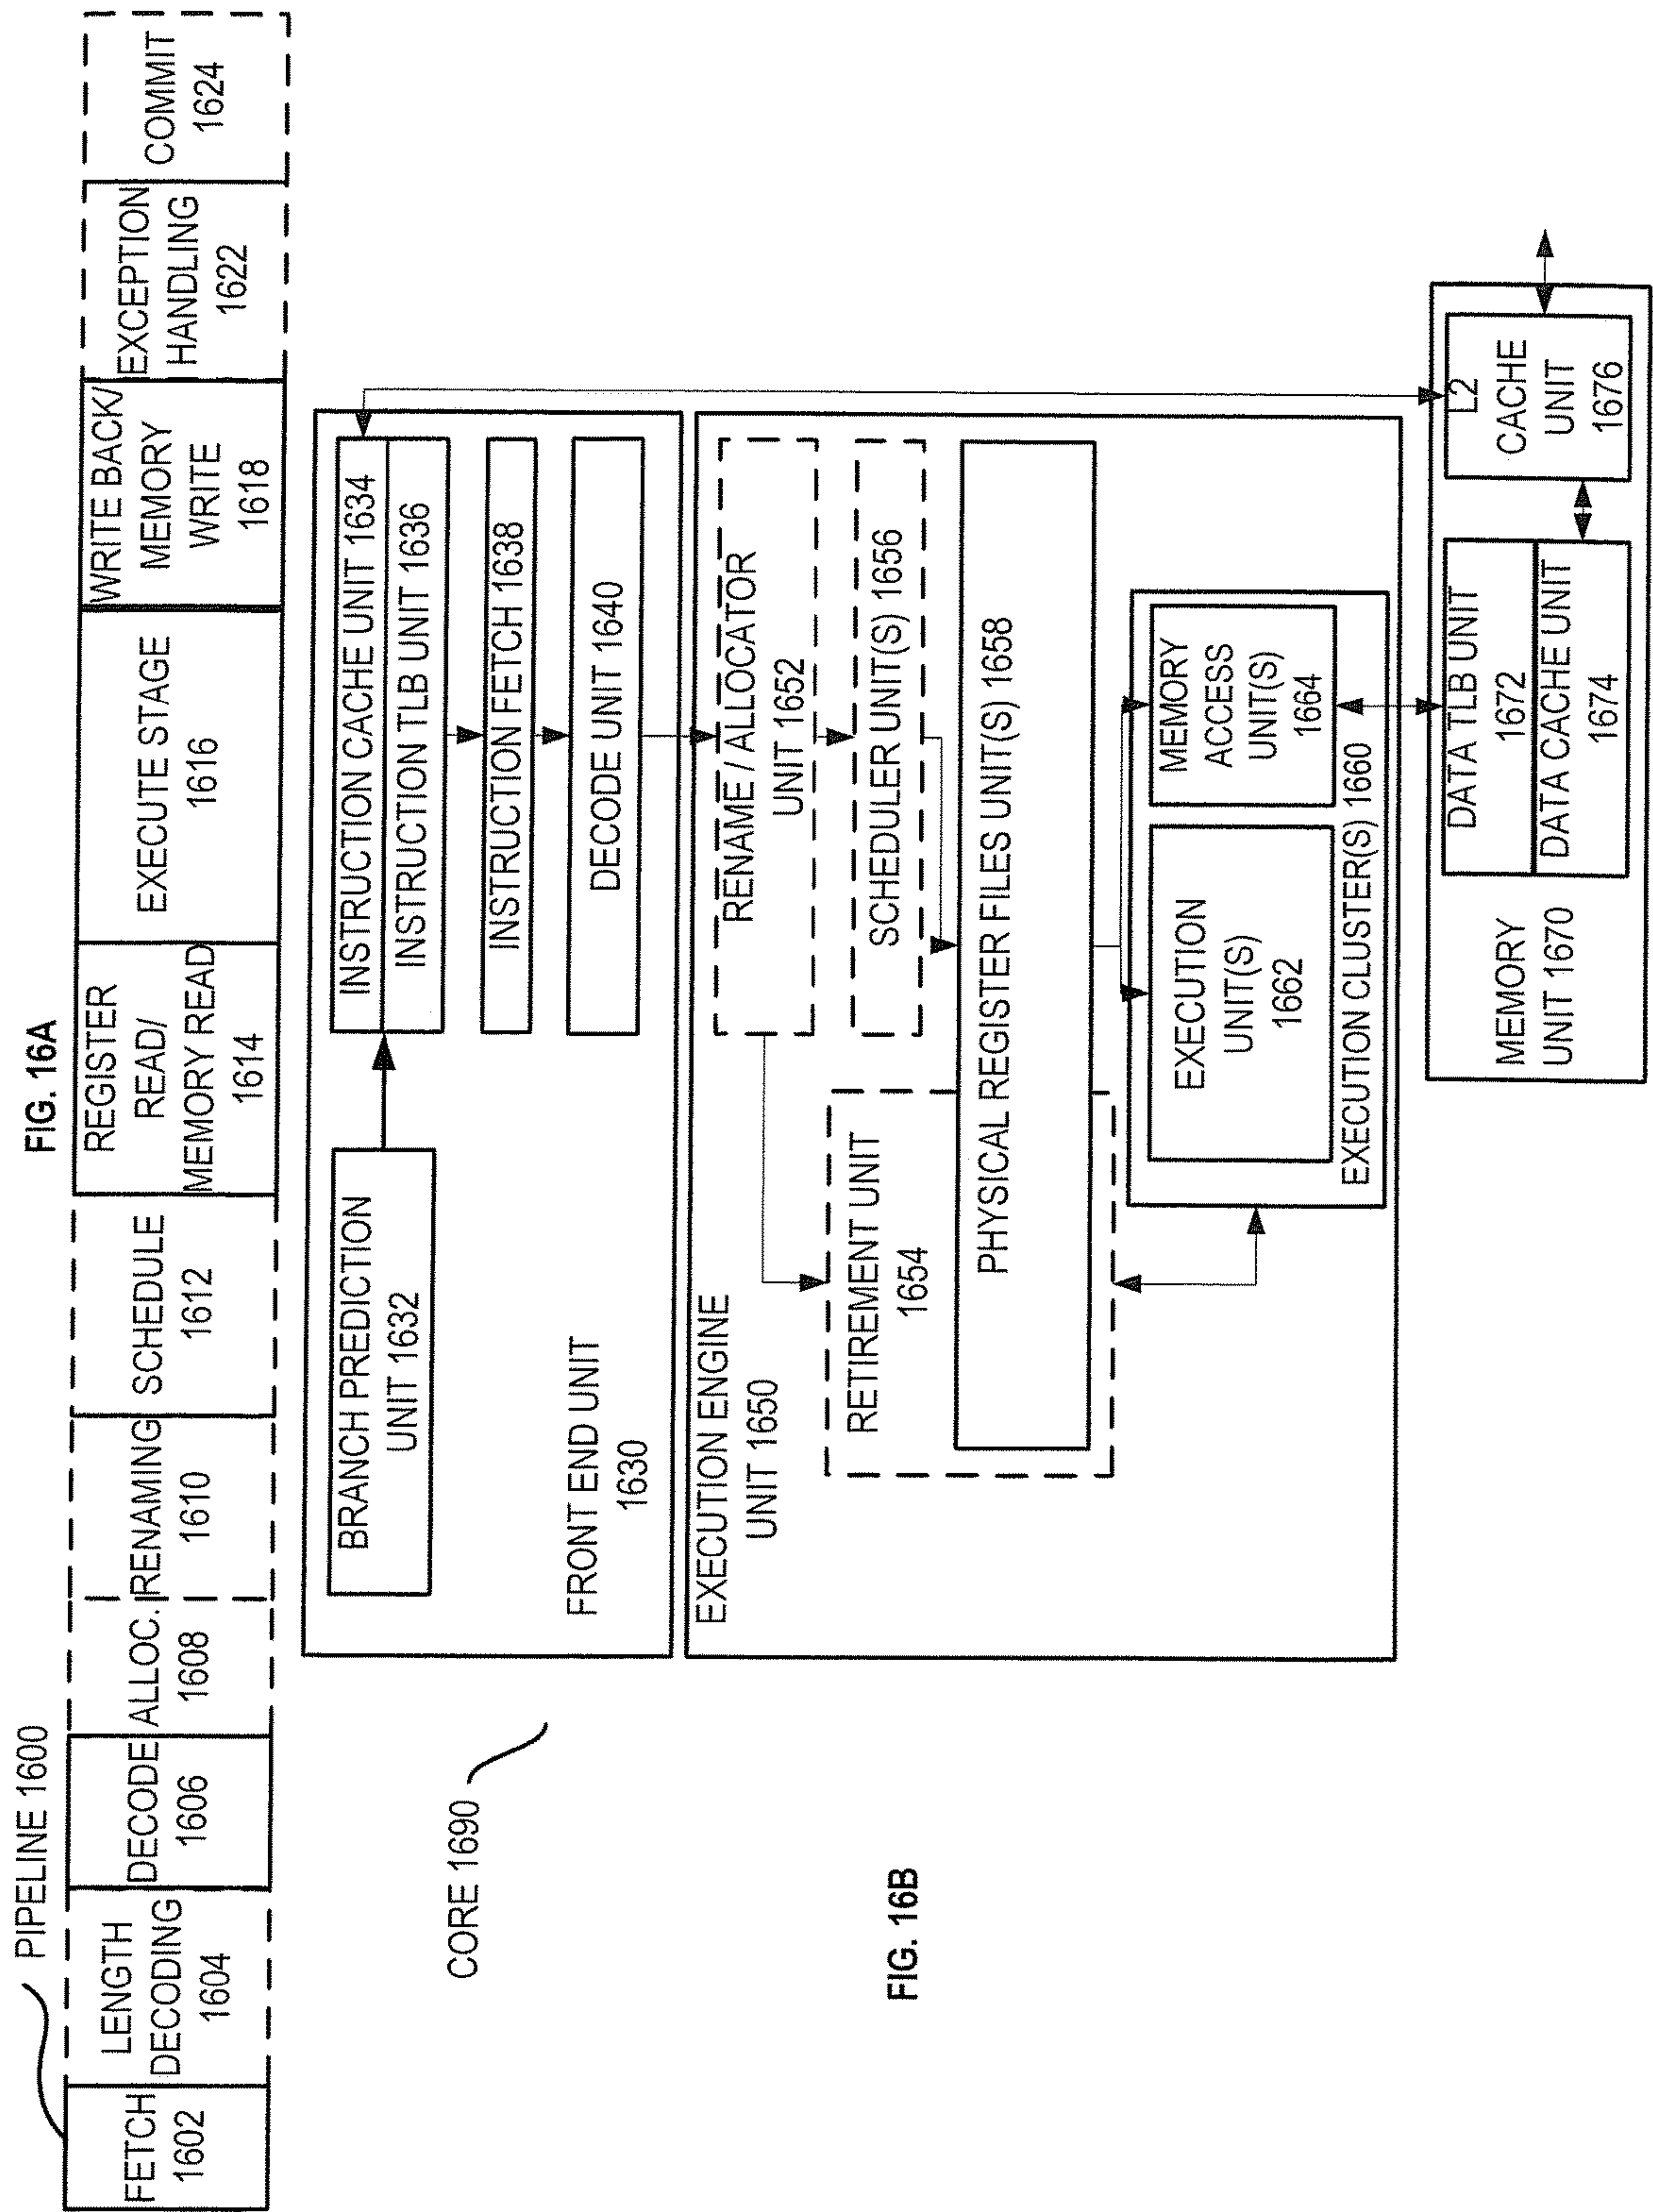 FIG. 16A
PIPELINE 1600
FETCH
1602
LENGTH
DECODING
1604
DECODE
1606
ALLOC.
1608
RENAMING
1610
SCHEDULE
1612
REGISTER
READ/
MEMORY READ
1614
EXECUTE STAGE
1616
WRITE BACK/
MEMORY
WRITE
1618
EXCEPTION
HANDLING
1622
COMMIT
1624
CORE 1690
FIG. 16B
BRANCH PREDICTION
UNIT 1632
INSTRUCTION CACHE UNIT 1634
INSTRUCTION TLB UNIT 1636
INSTRUCTION FETCH 1638
DECODE UNIT 1640
FRONT END UNIT
1630
EXECUTION ENGINE
UNIT 1650
RENAME / ALLOCATOR
UNIT 1652
SCHEDULER UNIT(S) 1656
RETIREMENT UNIT
1654
PHYSICAL REGISTER FILES UNIT(S) 1658
EXECUTION
UNIT(S)
1662
MEMORY
ACCESS
UNIT(S)
1664
EXECUTION CLUSTER(S) 1660
MEMORY
UNIT 1670
DATA TLB UNIT
1672
DATA CACHE UNIT
1674
L2
CACHE
UNIT
1676